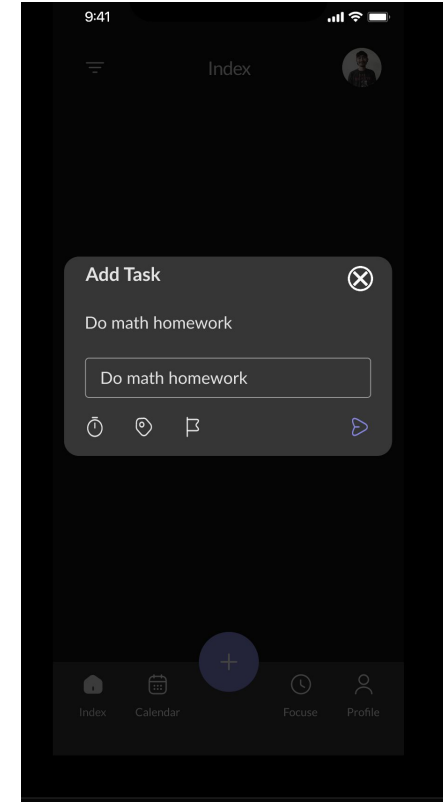 9:41
Index
Add Task
Do math homework
Do math homework
Index Calendar Focuse Profile